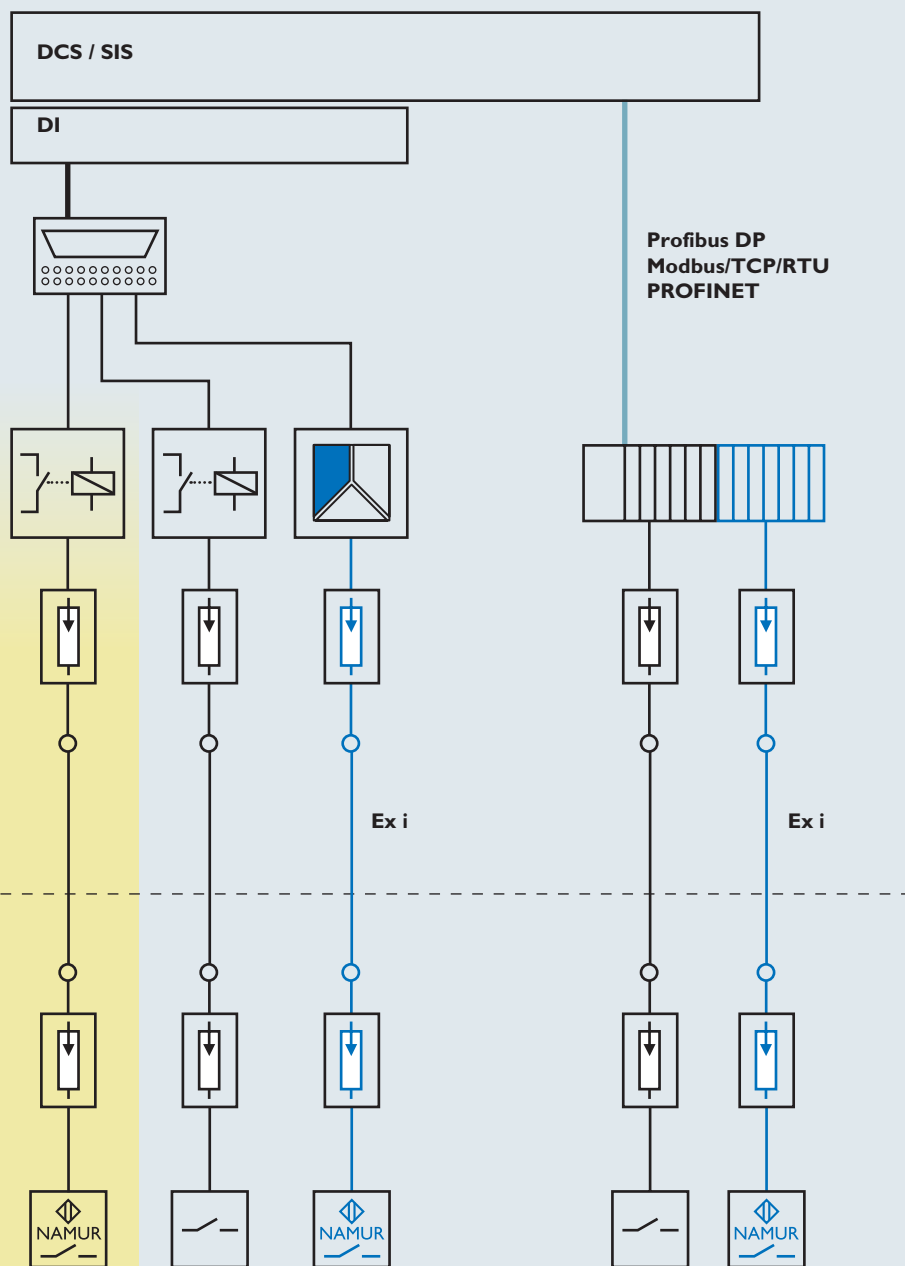 DCS / SIS
DI
Profibus DP
Modbus/TCP/RTU
PROFINET
Ex i
Ex i
NAMUR
NAMUR
NAMUR